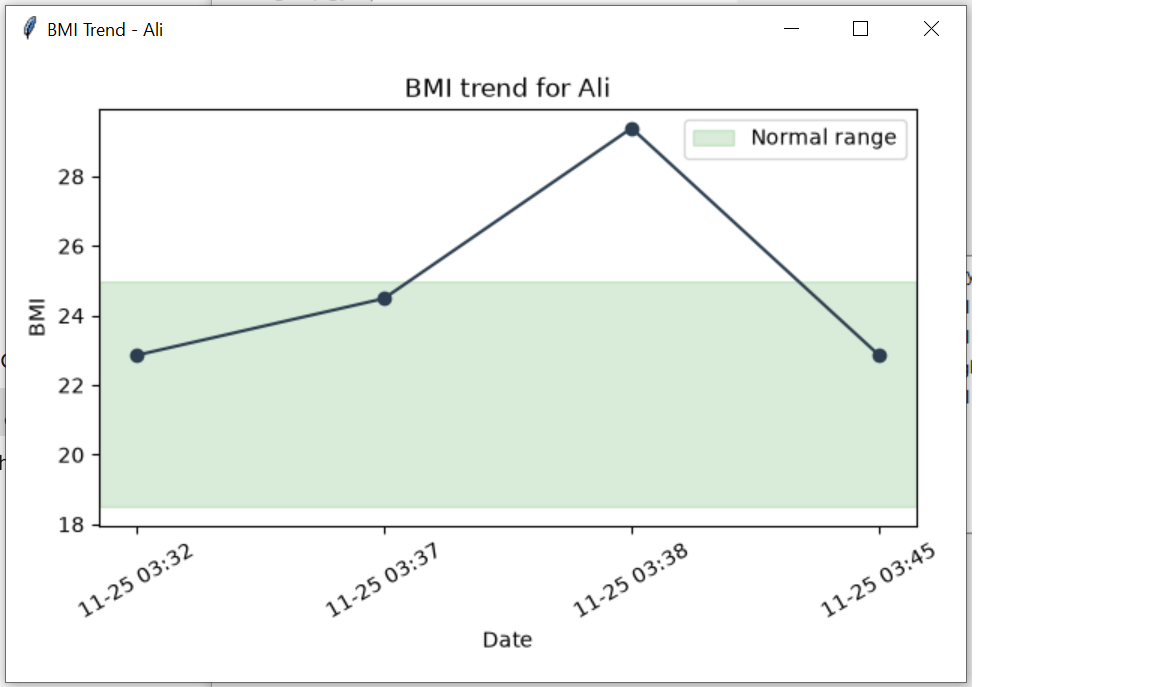 BMI Trend - Ali
BMI trend for Ali
Normal range
28
26
24
22
20
18
BMI
11-25 03:32
11-25 03:37
11-25 03:38
11-25 03:45
Date